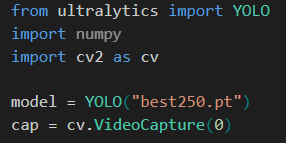 from ultralytics import YOLO
import numpy
import cv2 as cv
model = YOLO("best250.pt")
cap = cv.VideoCapture(0)